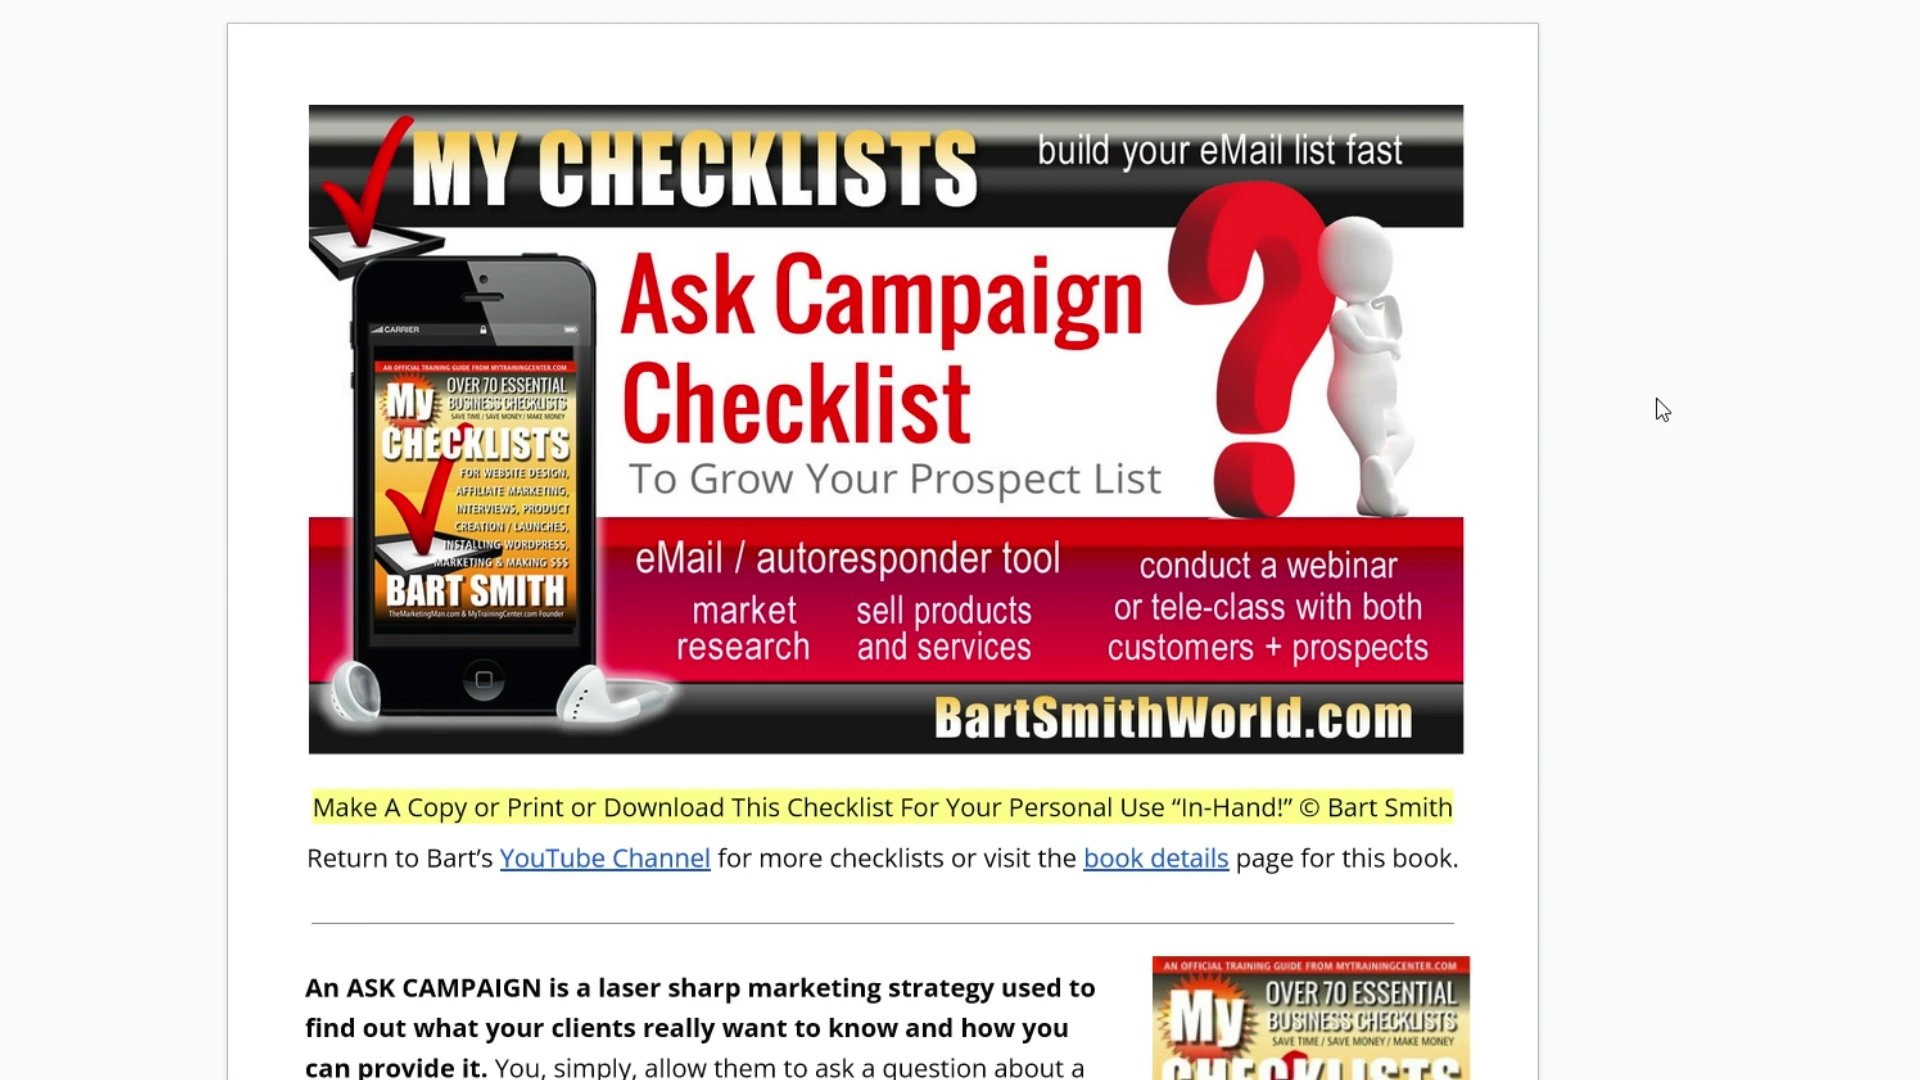 MY CHECKLISTS
build your eMail list fast
Ask Campaign
Checklist
To Grow Your Prospect List
CARRIER
AN OFFICIAL TRAINING GUIDE FROM MYTRAININGCENTER.COM
My
OVER 70 ESSENTIAL
BUSINESS CHECKLISTS
SAVE TIME / SAVE MONEY / MAKE MONEY
CHECKLISTS
FOR WEBSITE DESIGN,
AFFILIATE MARKETING,
INTERVIEWS, PRODUCT
CREATION / LAUNCHES,
INSTALLING WORDPRESS,
MARKETING & MAKING $$$
BART SMITH
TheMarketingMan.com & MyTrainingCenter.com Founder
eMail / autoresponder tool
market
research
sell products
and services
conduct a webinar
or tele-class with both
customers + prospects
BartSmithWorld.com
Make A Copy or Print or Download This Checklist For Your Personal Use “In-Hand!” © Bart Smith
Return to Bart’s YouTube Channel for more checklists or visit the book details page for this book.
An ASK CAMPAIGN is a laser sharp marketing strategy used to
find out what your clients really want to know and how you
can provide it. You, simply, allow them to ask a question about a
AN OFFICIAL TRAINING GUIDE FROM MYTRAININGCENTER.COM
My
OVER 70 ESSENTIAL
BUSINESS CHECKLISTS
SAVE TIME / SAVE MONEY / MAKE MONEY
CHECKLISTS